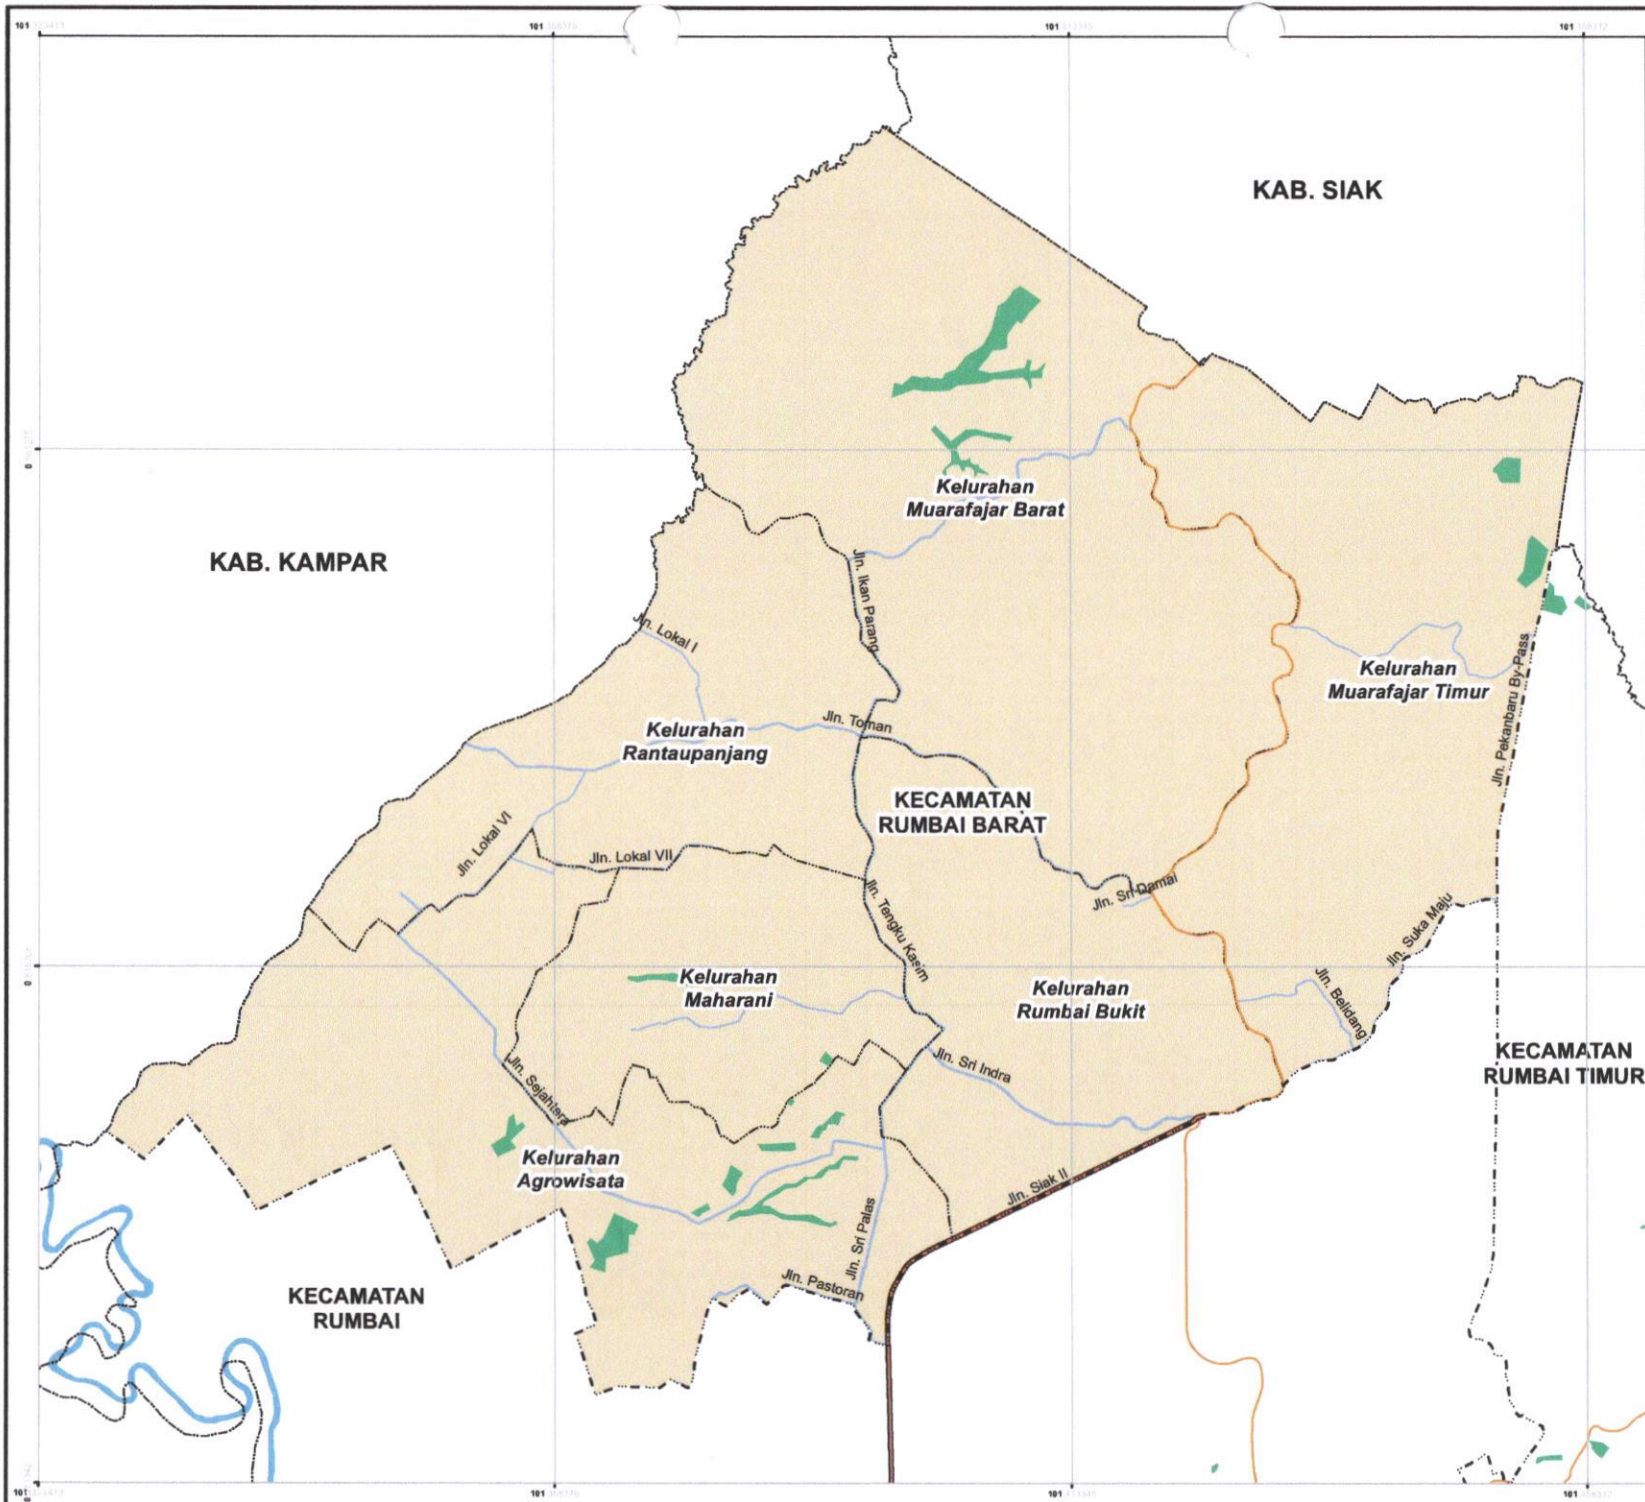 KAB. SIAK
KAB. KAMPAR
Kelurahan
Muarafajar Barat
Jln. Ikan Parang
Jln. Lokal I
Kelurahan
Muarafajar Timur
Jln. Pekanbaru By-Pass
Kelurahan
Rantaupanjang
Jln. Toman
KECAMATAN
RUMBAI BARAT
Jln. Lokal VI
Jln. Lokal VII
Jln. Sri Damai
Jln. Tengku Kasim
Jln. Suka Maju
Kelurahan
Maharani
Kelurahan
Rumbai Bukit
Jln. Belidang
KECAMATAN
RUMBAI TIMUR
Jln. Sri Indra
Jln. Sejahtera
Kelurahan
Agrowisata
Jln. Siak II
Jln. Sri Palas
Jln. Pastoran
KECAMATAN
RUMBAI